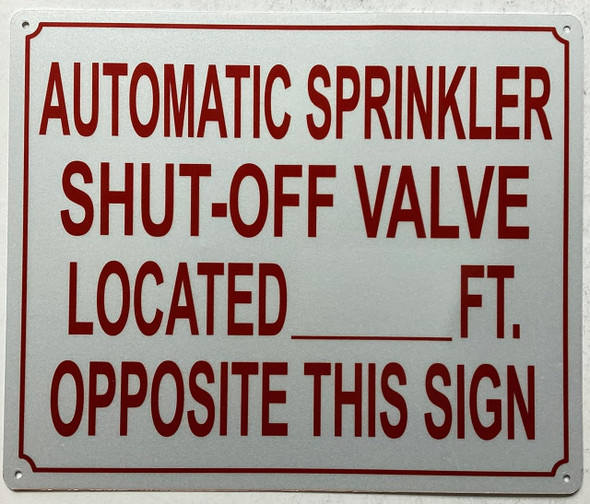 AUTOMATIC SPRINKLER
SHUT-OFF VALVE
LOCATED______FT.
OPPOSITE THIS SIGN